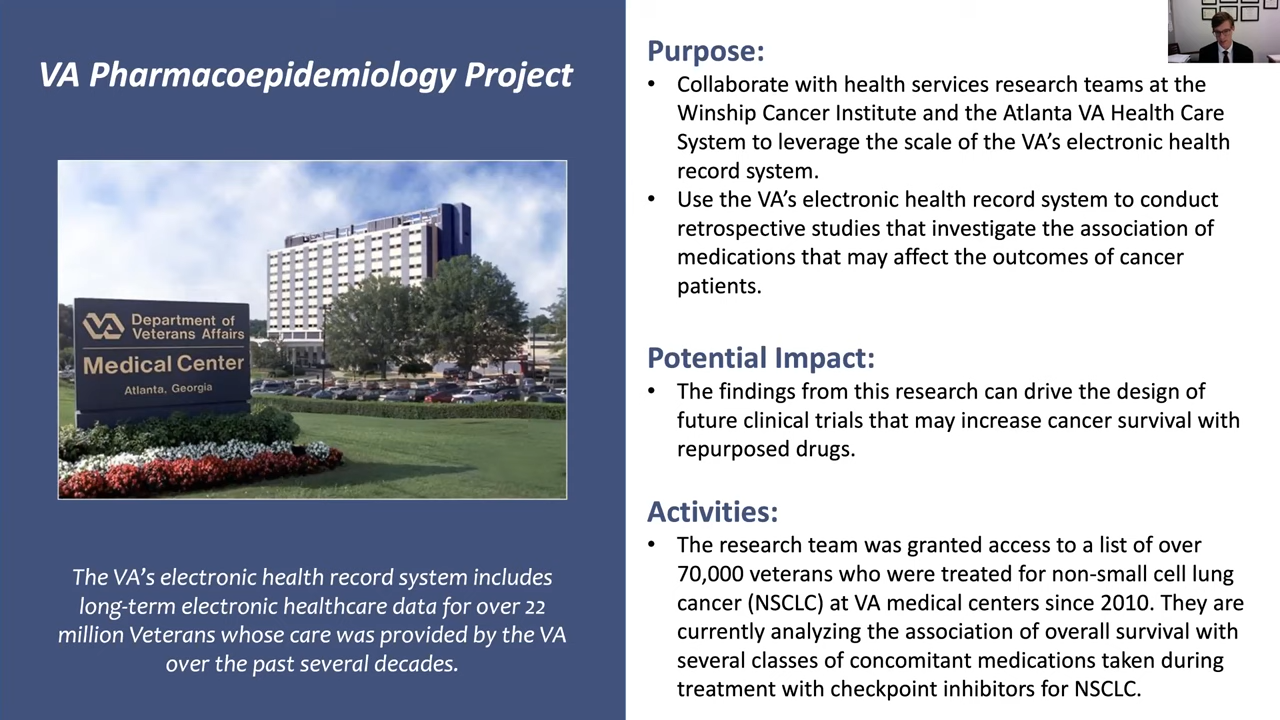 VA Pharmacoepidemiology Project
VA Department of
Veterans Affairs
Medical Center
Atlanta, Georgia
The VA's electronic health record system includes
long-term electronic healthcare data for over 22
million Veterans whose care was provided by the VA
over the past several decades.
Purpose:
• Collaborate with health services research teams at the
Winship Cancer Institute and the Atlanta VA Health Care
System to leverage the scale of the VA's electronic health
record system.
• Use the VA's electronic health record system to conduct
retrospective studies that investigate the association of
medications that may affect the outcomes of cancer
patients.
Potential Impact:
• The findings from this research can drive the design of
future clinical trials that may increase cancer survival with
repurposed drugs.
Activities:
• The research team was granted access to a list of over
70,000 veterans who were treated for non-small cell lung
cancer (NSCLC) at VA medical centers since 2010. They are
currently analyzing the association of overall survival with
several classes of concomitant medications taken during
treatment with checkpoint inhibitors for NSCLC.